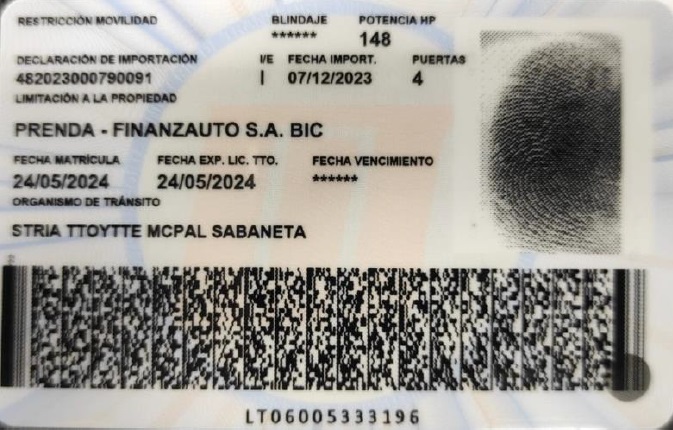 RESTRICCIÓN MOVILIDAD BLINDAJE POTENCIA HP
****** 148
DECLARACIÓN DE IMPORTACIÓN I/E FECHA IMPORT. PUERTAS
482023000790091 I 07/12/2023 4
LIMITACIÓN A LA PROPIEDAD
PRENDA - FINANZAUTO S.A. BIC
FECHA MATRÍCULA FECHA EXP. LIC. TTO. FECHA VENCIMIENTO
24/05/2024 24/05/2024 ******
ORGANISMO DE TRÁNSITO
STRIA TTOYTTE MCPAL SABANETA
LT06005333196